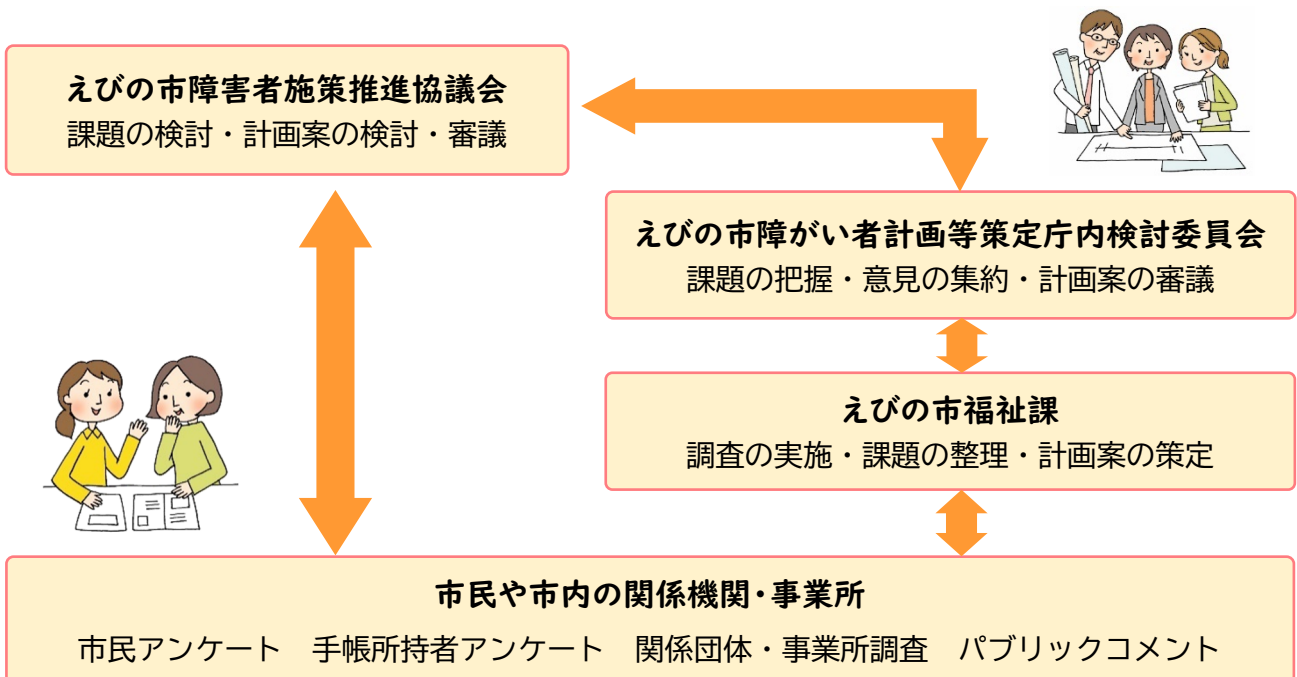 えびの市障害者施策推進協議会
課題の検討・計画案の検討・審議
えびの市障がい者計画等策定庁内検討委員会
課題の把握・意見の集約・計画案の審議
えびの市福祉課
調査の実施・課題の整理・計画案の策定
市民や市内の関係機関・事業所
市民アンケート　手帳所持者アンケート　関係団体・事業所調査　パブリックコメント